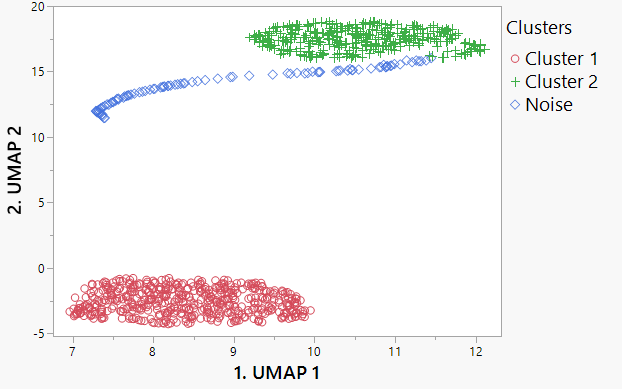 20
15
10
5
0
-5
2. UMAP 2
7 8 9 10 11 12
1. UMAP 1
Clusters
Cluster 1
Cluster 2
Noise